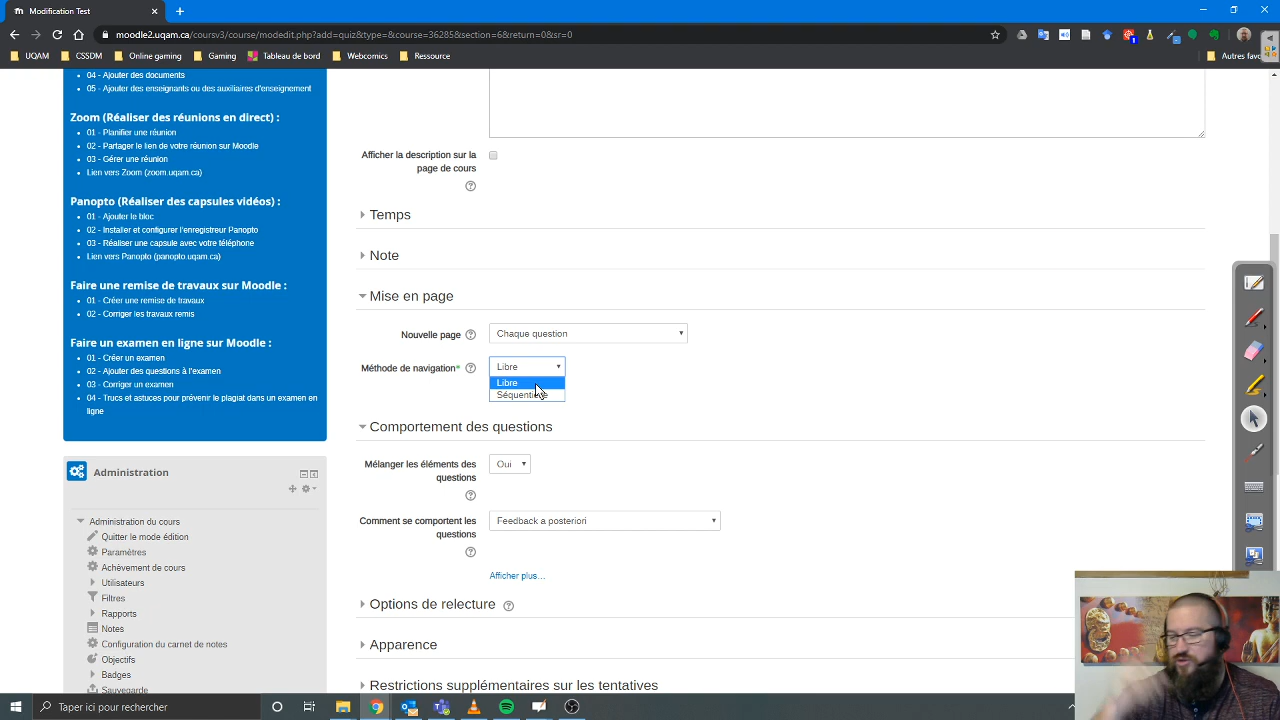 Modification Test
moodle2.uqam.ca/coursv3/course/modedit.php?add=quiz&type=&course=36285&section=6&return=0&sr=0
UQAM CSSDM Online gaming Gaming Tableau de bord Webcomics Ressource Autres favo
04 - Ajouter des documents
05 - Ajouter des enseignants ou des auxiliaires d'enseignement
Zoom (Réaliser des réunions en direct) :
01 - Planifier une réunion
02 - Partager le lien de votre réunion sur Moodle
03 - Gérer une réunion
Lien vers Zoom (zoom.uqam.ca)
Panopto (Réaliser des capsules vidéos) :
01 - Ajouter le bloc
02 - Installer et configurer l'enregistreur Panopto
03 - Réaliser une capsule avec votre téléphone
Lien vers Panopto (panopto.uqam.ca)
Faire une remise de travaux sur Moodle :
01 - Créer une remise de travaux
02 - Corriger les travaux remis
Faire un examen en ligne sur Moodle :
01 - Créer un examen
02 - Ajouter des questions à l'examen
03 - Corriger un examen
04 - Trucs et astuces pour prévenir le plagiat dans un examen en
ligne
Administration
Administration du cours
Quitter le mode édition
Paramètres
Achèvement de cours
Utilisateurs
Filtres
Rapports
Notes
Configuration du carnet de notes
Objectifs
Badges
Sauvegarde
Afficher la description sur la
page de cours
Temps
Note
Mise en page
Nouvelle page Chaque question
Méthode de navigation* Libre
Libre
Séquentielle
Comportement des questions
Mélanger les éléments des
questions
Oui
Comment se comportent les
questions
Feedback a posteriori
Afficher plus...
Options de relecture
Apparence
Restrictions supplémentaires sur les tentatives
Taper ici pour rechercher